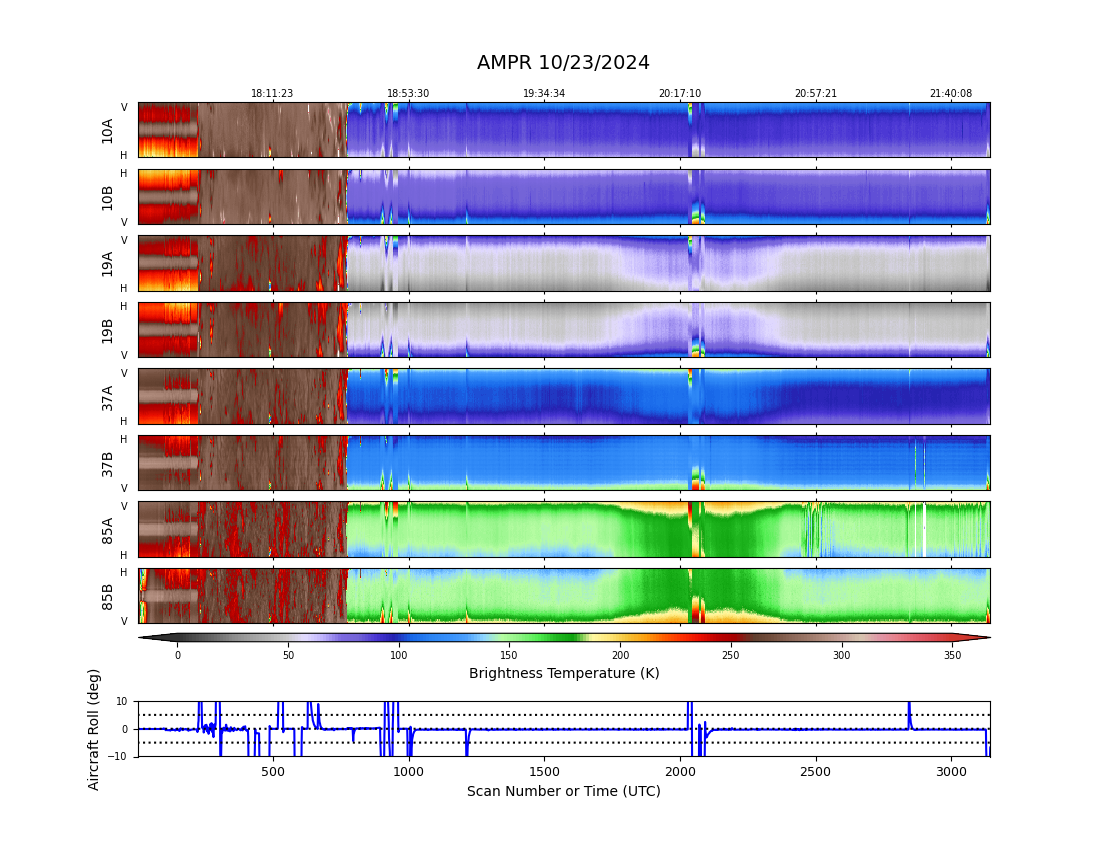 AMPR 10/23/2024
18:11:23 18:53:30 19:34:34 20:17:10 20:57:21 21:40:08
V
10A
H
H
10B
V
V
19A
H
H
19B
V
V
37A
H
H
37B
V
V
85A
H
H
85B
V
0 50 100 150 200 250 300 350
Brightness Temperature (K)
Aircraft Roll (deg)
10
0
−10
500 1000 1500 2000 2500 3000
Scan Number or Time (UTC)